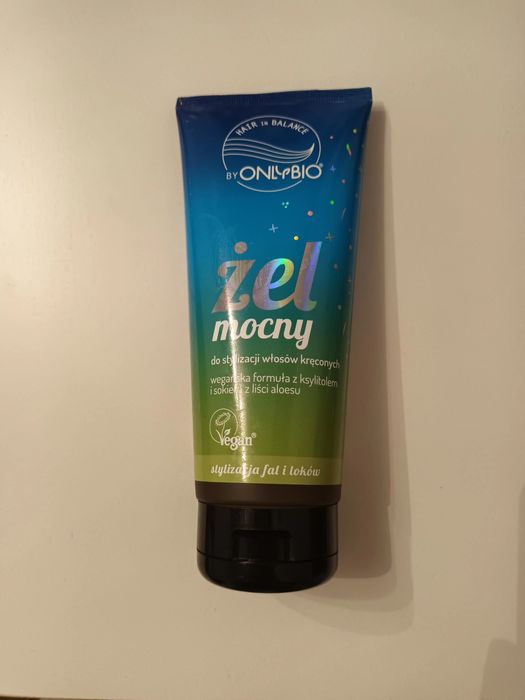 HAIR IN BALANCE
BY ONLYBIO®
żel
mocny
do stylizacji włosów kręconych
wegańska formuła z ksylitolem
i sokiem z liści aloesu
Vegan®
stylizacja fal i loków